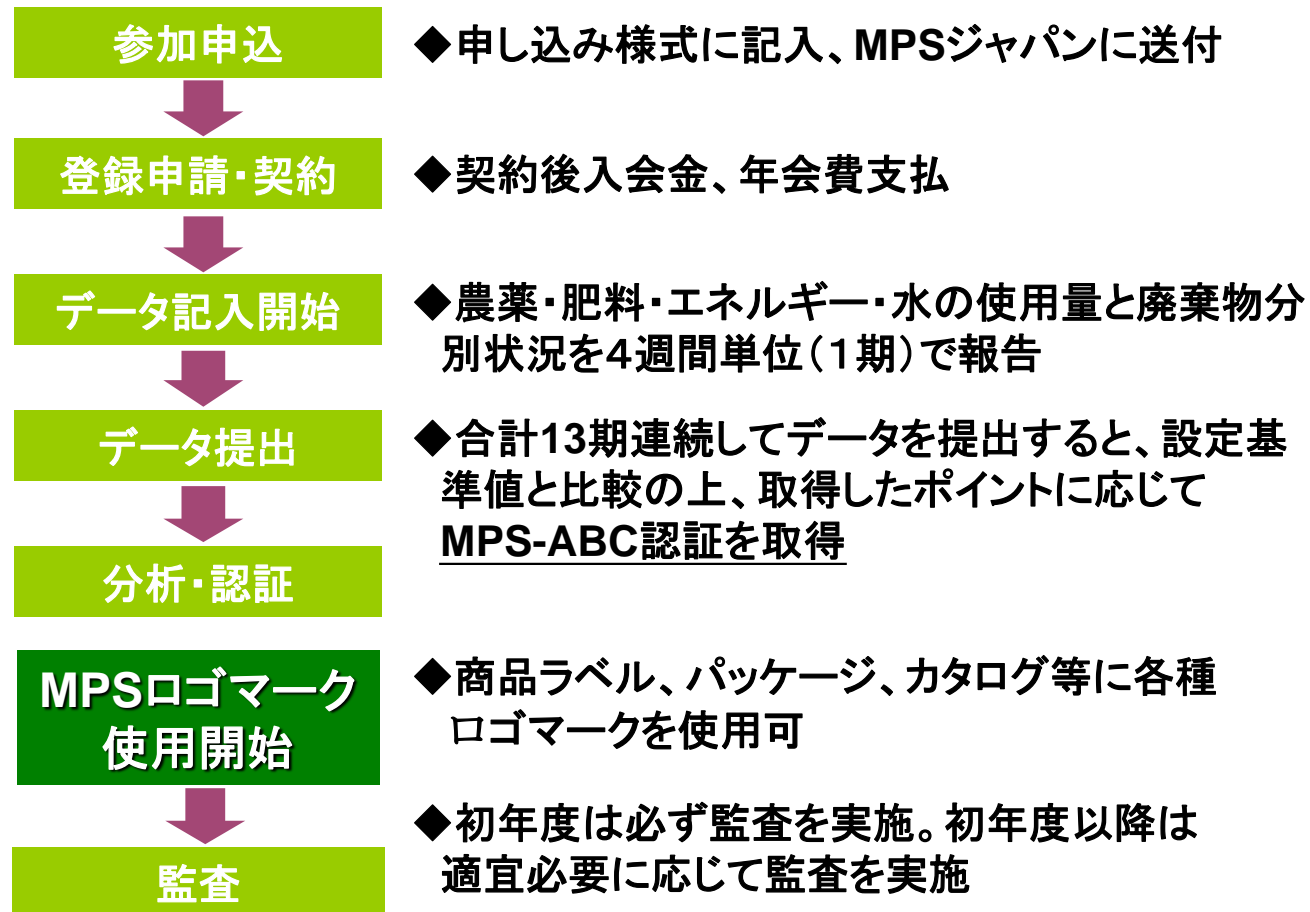 参加申込
◆申し込み様式に記入、MPSジャパンに送付
登録申請・契約
◆契約後入会金、年会費支払
データ記入開始
◆農薬・肥料・エネルギー・水の使用量と廃棄物分
別状況を４週間単位（１期）で報告
データ提出
◆合計13期連続してデータを提出すると、設定基
準値と比較の上、取得したポイントに応じて
MPS-ABC認証を取得
分析・認証
MPSロゴマーク
使用開始
◆商品ラベル、パッケージ、カタログ等に各種
ロゴマークを使用可
◆初年度は必ず監査を実施。初年度以降は
適宜必要に応じて監査を実施
監査